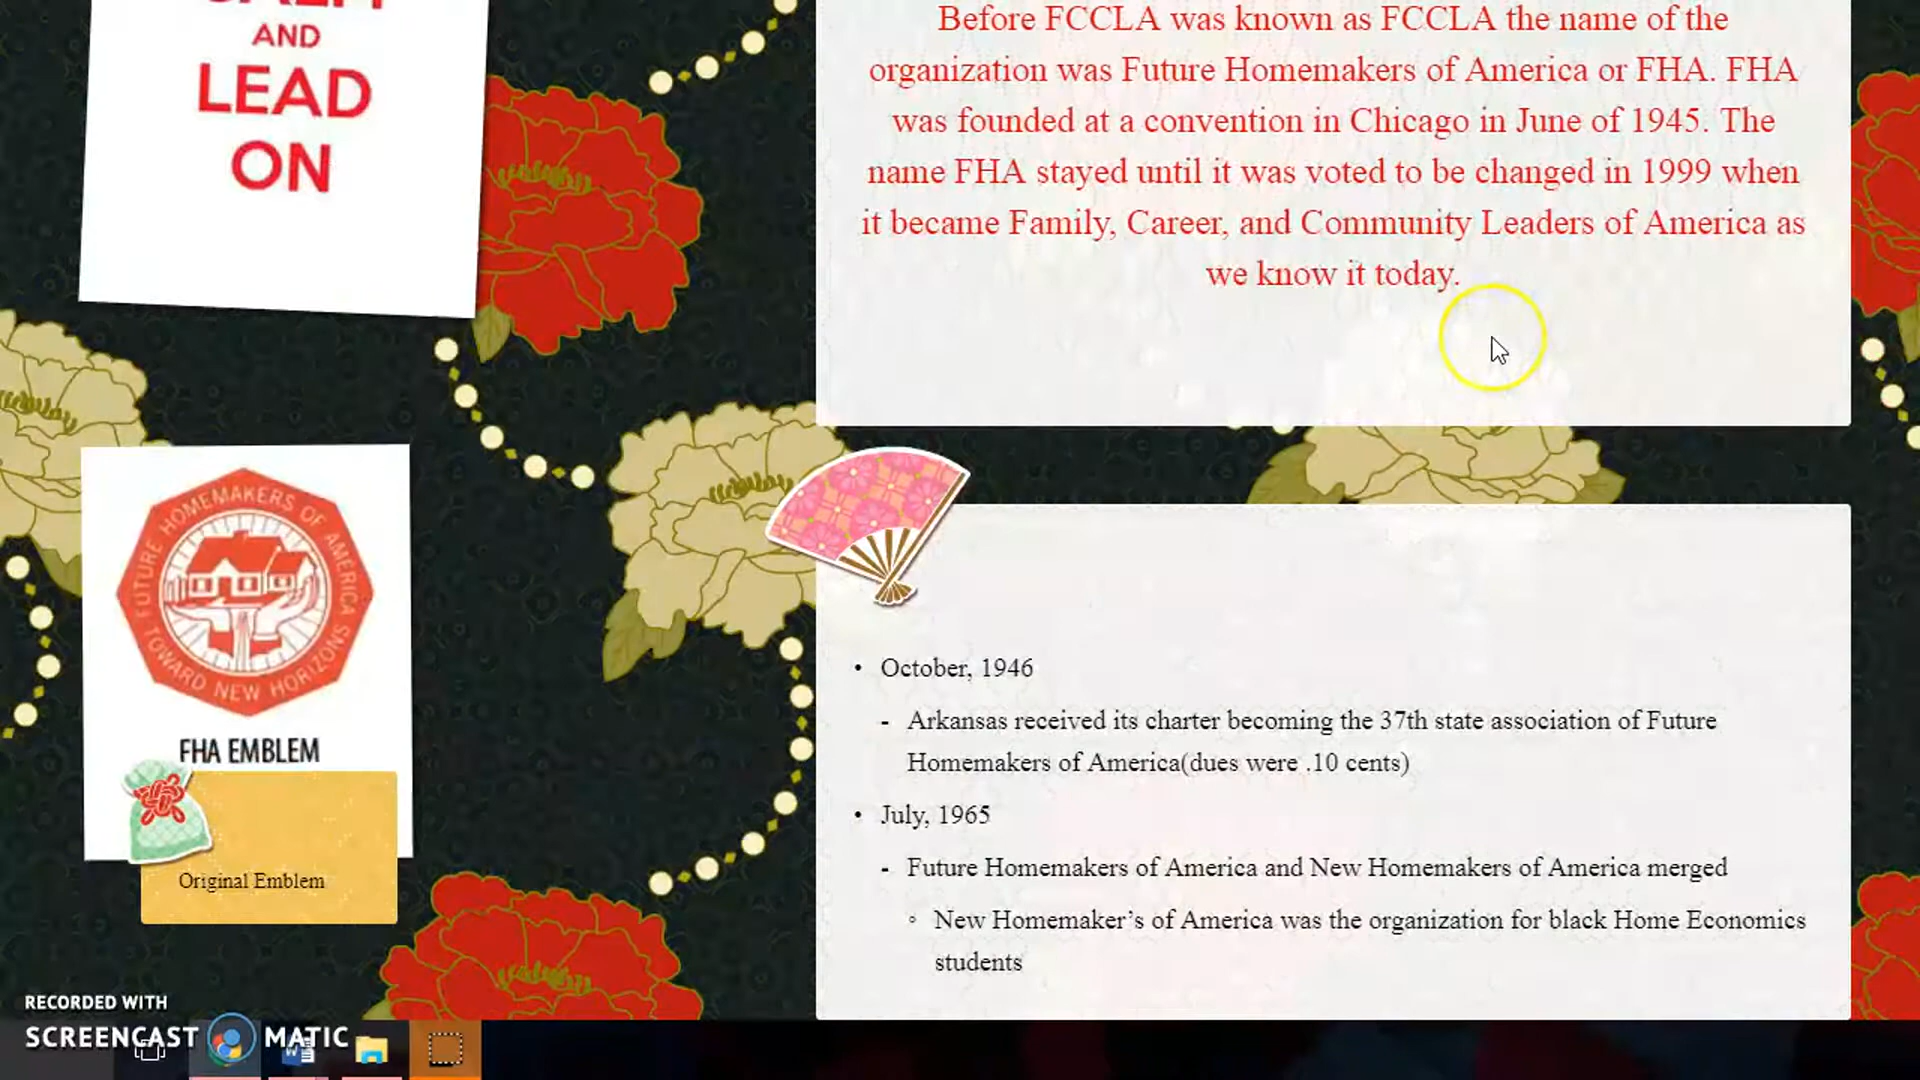 AND
LEAD
ON
Before FCCLA was known as FCCLA the name of the
organization was Future Homemakers of America or FHA. FHA
was founded at a convention in Chicago in June of 1945. The
name FHA stayed until it was voted to be changed in 1999 when
it became Family, Career, and Community Leaders of America as
we know it today.
FUTURE HOMEMAKERS OF AMERICA
TOWARD NEW HORIZONS
FHA EMBLEM
Original Emblem
• October, 1946
- Arkansas received its charter becoming the 37th state association of Future
Homemakers of America(dues were .10 cents)
• July, 1965
- Future Homemakers of America and New Homemakers of America merged
◦ New Homemaker’s of America was the organization for black Home Economics
students
RECORDED WITH
SCREENCAST MATIC